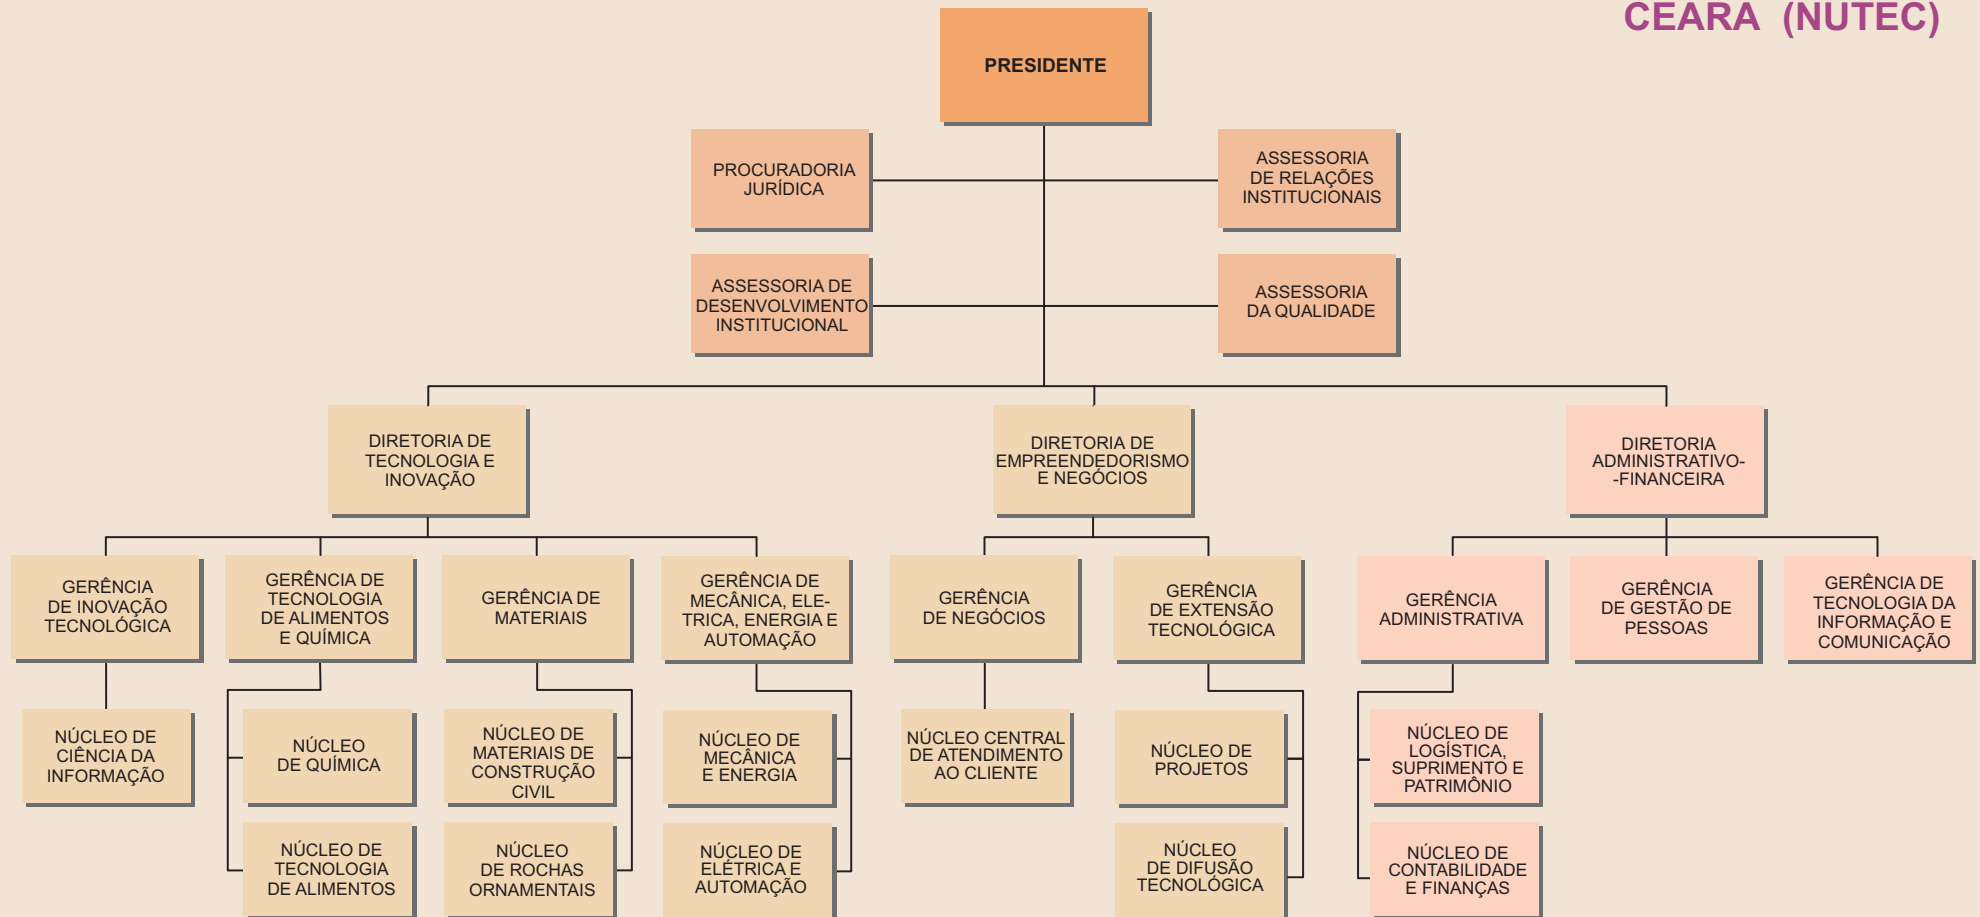 CEARÁ (NUTEC)
PRESIDENTE
PROCURADORIA
JURÍDICA
ASSESSORIA
DE RELAÇÕES
INSTITUCIONAIS
ASSESSORIA DE
DESENVOLVIMENTO
INSTITUCIONAL
ASSESSORIA
DA QUALIDADE
DIRETORIA DE
TECNOLOGIA E
INOVAÇÃO
DIRETORIA DE
EMPREENDEDORISMO
E NEGÓCIOS
DIRETORIA
ADMINISTRATIVO-
-FINANCEIRA
GERÊNCIA
DE INOVAÇÃO
TECNOLÓGICA
GERÊNCIA DE
TECNOLOGIA
DE ALIMENTOS
E QUÍMICA
GERÊNCIA DE
MATERIAIS
GERÊNCIA DE
MECÂNICA, ELE-
TRICA, ENERGIA E
AUTOMAÇÃO
GERÊNCIA
DE NEGÓCIOS
GERÊNCIA
DE EXTENSÃO
TECNOLÓGICA
GERÊNCIA
ADMINISTRATIVA
GERÊNCIA
DE GESTÃO DE
PESSOAS
GERÊNCIA DE
TECNOLOGIA DA
INFORMAÇÃO E
COMUNICAÇÃO
NÚCLEO DE
CIÊNCIA DA
INFORMAÇÃO
NÚCLEO
DE QUÍMICA
NÚCLEO DE
MATERIAIS DE
CONSTRUÇÃO
CIVIL
NÚCLEO DE
MECÂNICA
E ENERGIA
NÚCLEO CENTRAL
DE ATENDIMENTO
AO CLIENTE
NÚCLEO DE
PROJETOS
NÚCLEO DE
LOGÍSTICA,
SUPRIMENTO E
PATRIMÔNIO
NÚCLEO DE
TECNOLOGIA
DE ALIMENTOS
NÚCLEO
DE ROCHAS
ORNAMENTAIS
NÚCLEO DE
ELÉTRICA E
AUTOMAÇÃO
NÚCLEO
DE DIFUSÃO
TECNOLÓGICA
NÚCLEO DE
CONTABILIDADE
E FINANÇAS